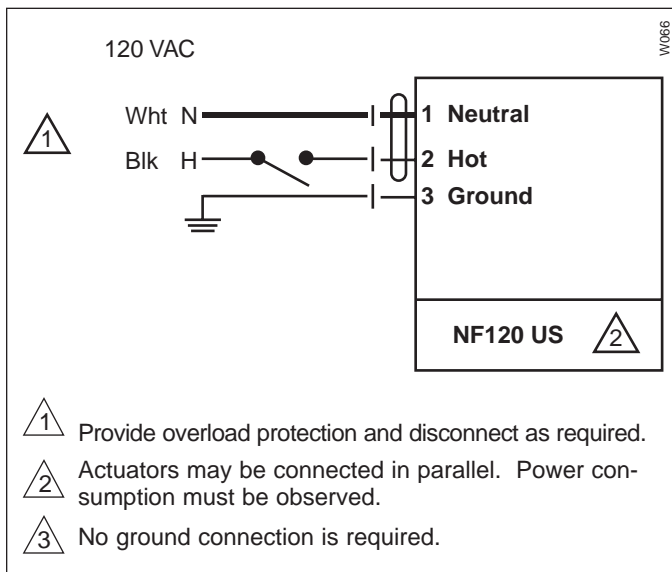 W066
120 VAC
1
Wht N
1 Neutral
Blk H
2 Hot
3 Ground
NF120 US
2
1 Provide overload protection and disconnect as required.
2 Actuators may be connected in parallel. Power con-
sumption must be observed.
3 No ground connection is required.